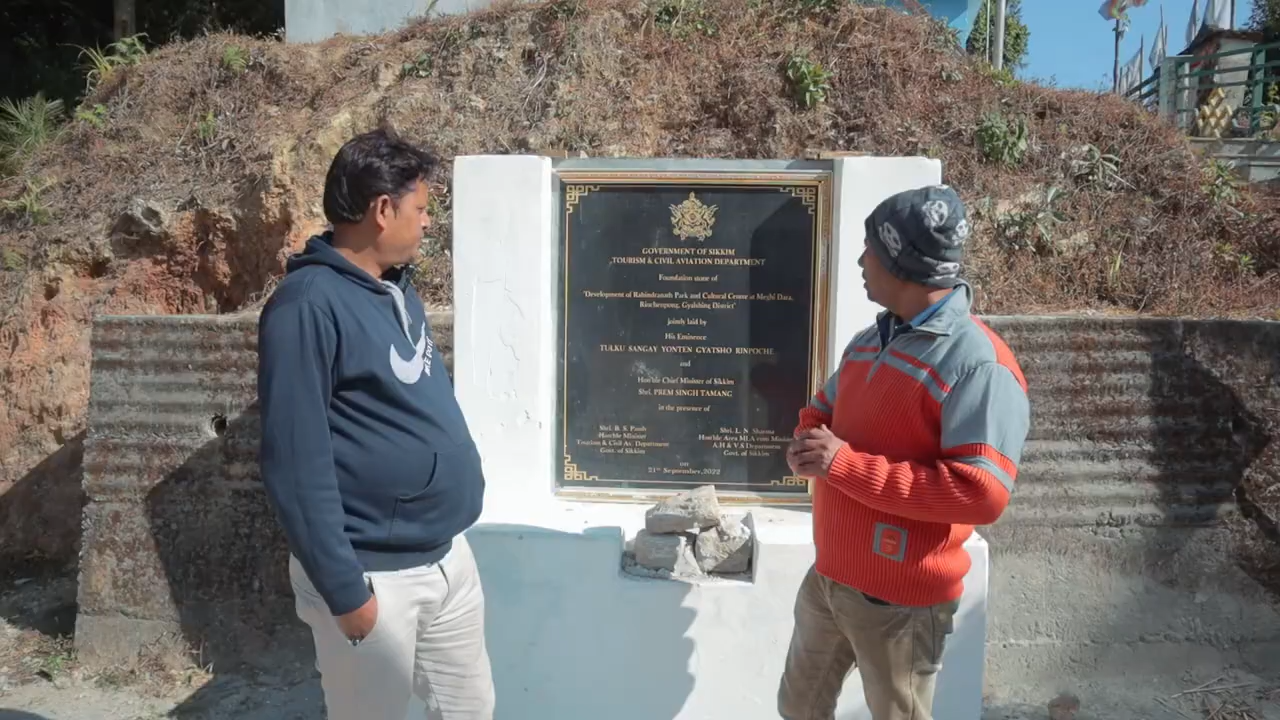 GOVERNMENT OF SIKKIM
TOURISM & CIVIL AVIATION DEPARTMENT
Foundation stone of
"Development of Rabindranath Park and Cultural Centre at Meghi Dara,
Rinchenpong, Gyalshing District"
jointly laid by
His Eminence
TULKU SANGAY YONTEN GYATSHO RINPOCHE
and
Hon'ble Chief Minister of Sikkim
Shri. PREM SINGH TAMANG
in the presence of
Shri. B. S. Panth
Hon'ble Minister
Tourism & Civil Av. Department
Govt. of Sikkim
Shri. L. N. Sharma
Hon'ble Area MLA cum Minister
A.H & V.S Department
Govt. of Sikkim
on
21st September, 2022